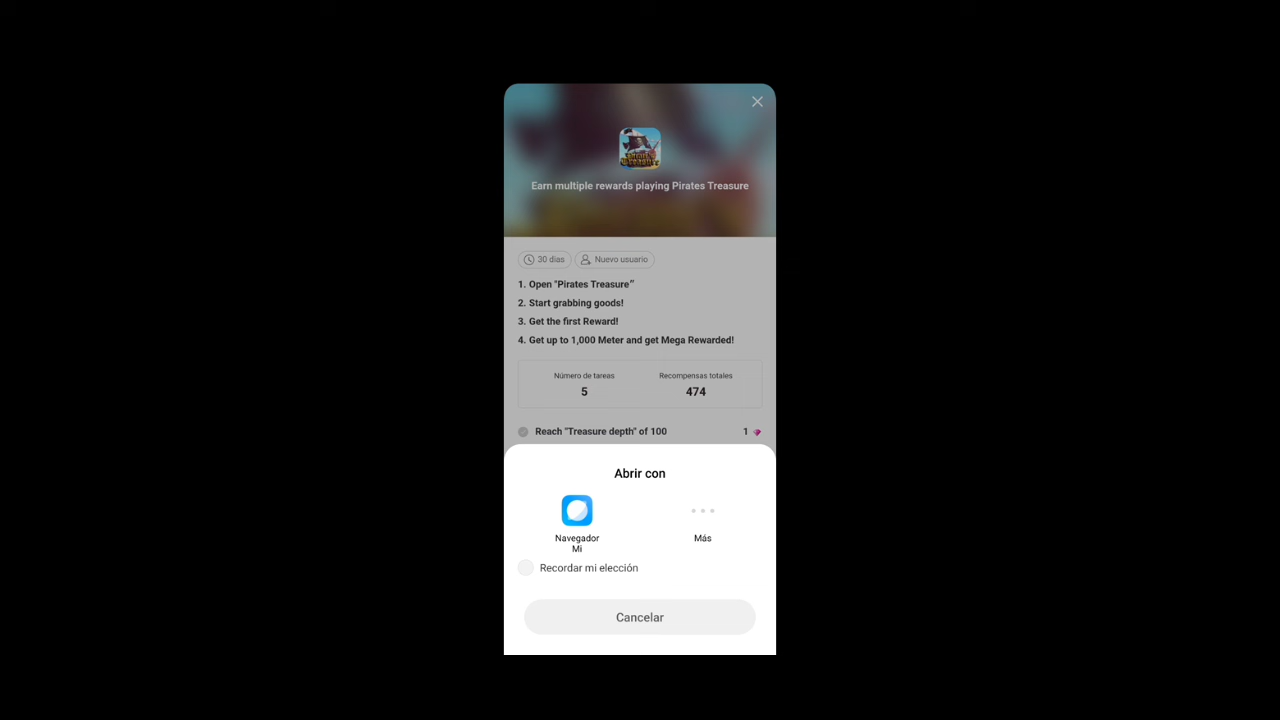 Earn multiple rewards playing Pirates Treasure
30 dias
Nuevo usuario
1. Open "Pirates Treasure"
2. Start grabbing goods!
3. Get the first Reward!
4. Get up to 1,000 Meter and get Mega Rewarded!
Número de tareas
Recompensas totales
5
474
Reach "Treasure depth" of 100
1
Abrir con
Navegador
Mi
Más
Recordar mi elección
Cancelar